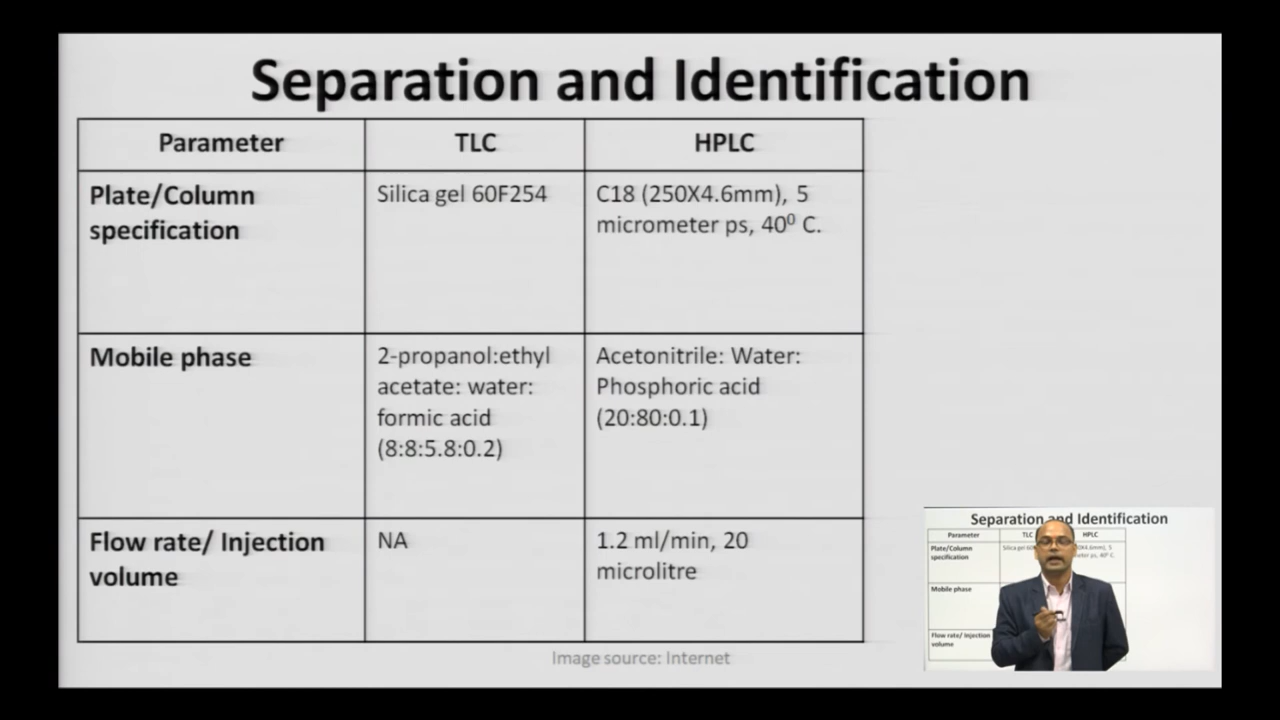 Separation and Identification
Parameter
TLC
HPLC
Plate/Column
specification
Silica gel 60F254
C18 (250X4.6mm), 5
micrometer ps, 40⁰ C.
Mobile phase
2-propanol:ethyl
acetate: water:
formic acid
(8:8:5.8:0.2)
Acetonitrile: Water:
Phosphoric acid
(20:80:0.1)
Flow rate/ Injection
volume
NA
1.2 ml/min, 20
microlitre
Image source: Internet
Separation and Identification
Parameter
TLC
HPLC
Plate/Column
specification
Silica gel
Mobile phase
Flow rate/ Injection
volume